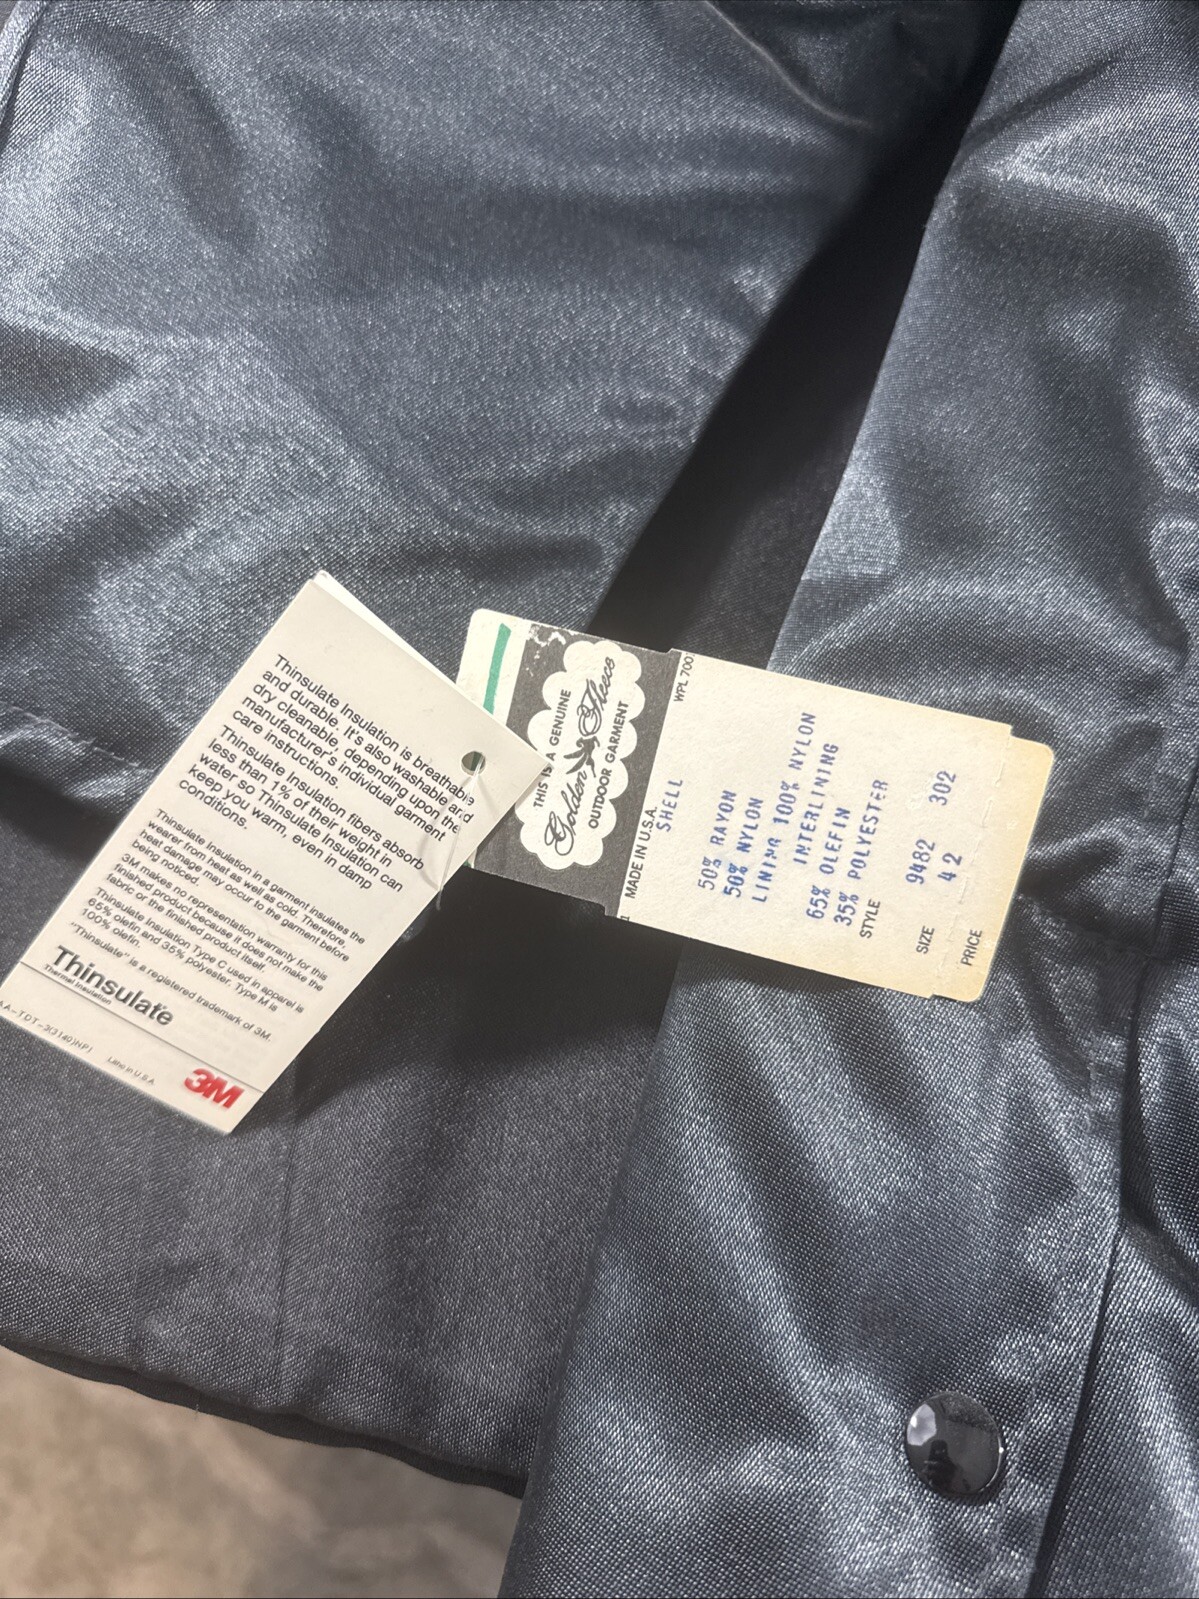 Thinsulate Insulation is breathable
and durable. It's also washable and
dry cleanable, depending upon the
manufacturer's individual garment
care instructions.
Thinsulate Insulation fibers absorb
less than 1% of their weight in
water so Thinsulate Insulation can
keep you warm, even in damp
conditions.
Thinsulate Insulation in a garment insulates the
wearer from heat as well as cold. Therefore,
heat damage may occur to the garment before
being noticed.
3M makes no representation warranty for this
finished product because it does not make the
fabric or the finished product itself.
Thinsulate Insulation Type C used in apparel is
65% olefin and 35% polyester. Type M is
100% olefin.
"Thinsulate" is a registered trademark of 3M.
Thinsulate
Thermal Insulation
Litho in U.S.A.
3M
THIS IS A GENUINE
Golden Fleece
OUTDOOR GARMENT
MADE IN U.S.A.
WPL 700
SHELL
50% RAYON
50% NYLON
LINING 100% NYLON
INTERLINING
65% OLEFIN
35% POLYESTER
STYLE 9482 302
SIZE 42
PRICE